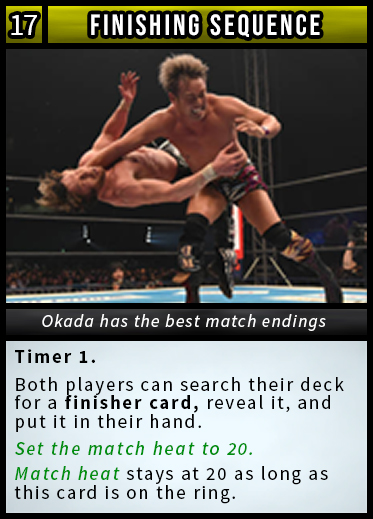 17 FINISHING SEQUENCE
Okada has the best match endings
Timer 1.
Both players can search their deck
for a finisher card, reveal it, and
put it in their hand.
Set the match heat to 20.
Match heat stays at 20 as long as
this card is on the ring.